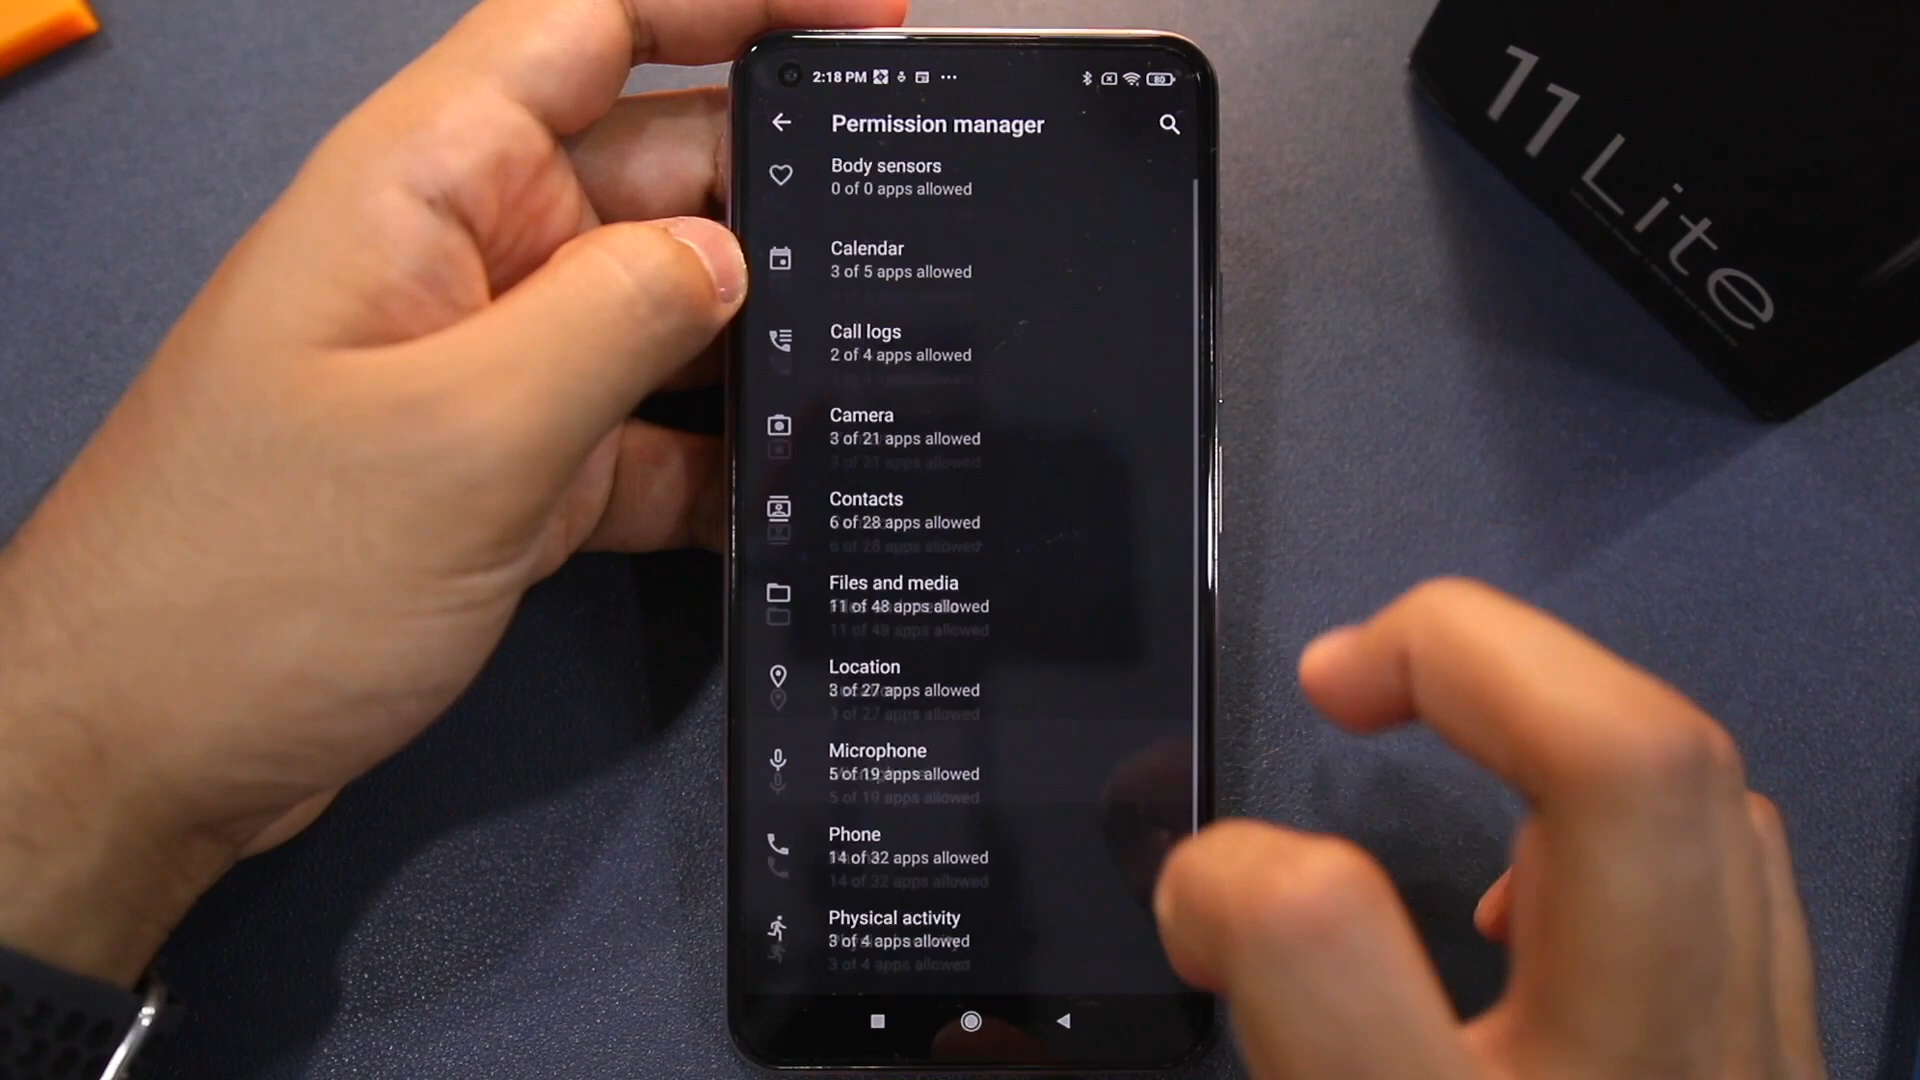 2:18 PM
80
Permission manager
Body sensors
0 of 0 apps allowed
Calendar
3 of 5 apps allowed
Call logs
2 of 4 apps allowed
Camera
3 of 21 apps allowed
Contacts
6 of 28 apps allowed
Files and media
11 of 48 apps allowed
Location
3 of 27 apps allowed
Microphone
5 of 19 apps allowed
Phone
14 of 32 apps allowed
Physical activity
3 of 4 apps allowed
11 Lite